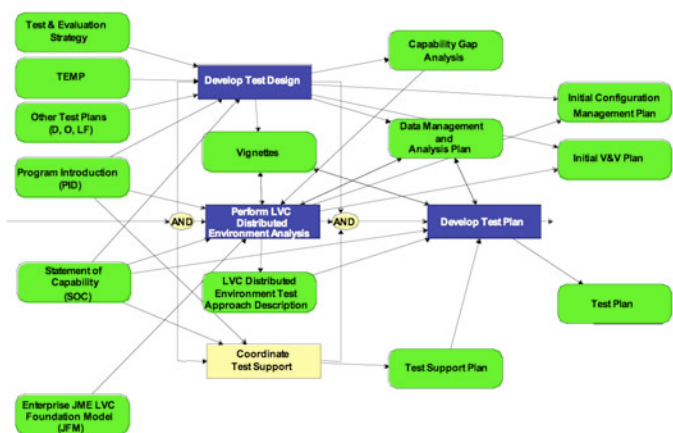 Test & Evaluation
Strategy
TEMP
Other Test Plans
(D, O, LF)
Program Introduction
(PID)
Statement of
Capability
(SOC)
Enterprise JME LVC
Foundation Model
(JFM)
Develop Test Design
Vignettes
AND
Perform LVC
Distributed
Environment Analysis
AND
LVC Distributed
Environment Test
Approach Description
Coordinate
Test Support
Capability Gap
Analysis
Data Management
and
Analysis Plan
Develop Test Plan
Test Support Plan
Initial Configuration
Management Plan
Initial V&V Plan
Test Plan